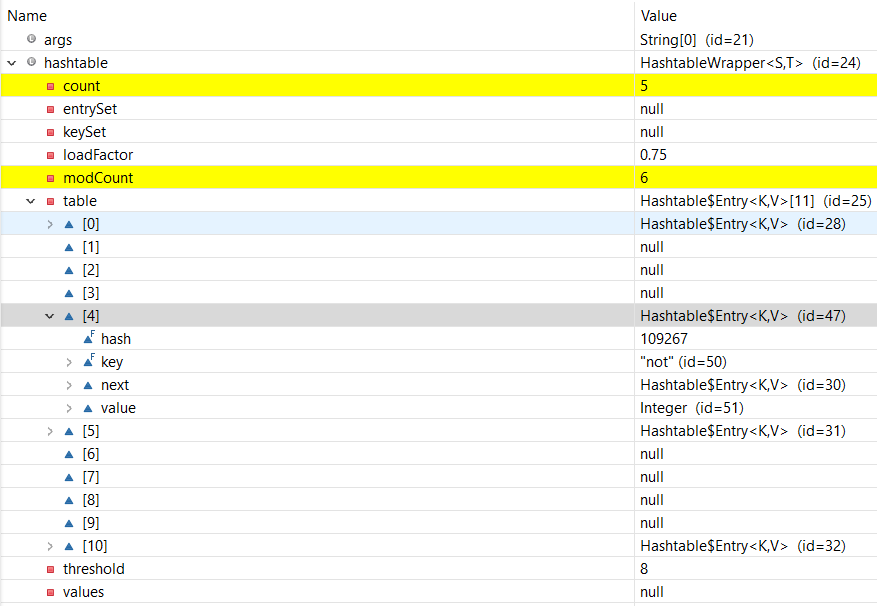 Name Value
args String[0] (id=21)
hashtable HashtableWrapper<S,T> (id=24)
count 5
entrySet null
keySet null
loadFactor 0.75
modCount 6
table Hashtable$Entry<K,V>[11] (id=25)
[0] Hashtable$Entry<K,V> (id=28)
[1] null
[2] null
[3] null
[4] Hashtable$Entry<K,V> (id=47)
F hash 109267
F key "not" (id=50)
next Hashtable$Entry<K,V> (id=30)
value Integer (id=51)
[5] Hashtable$Entry<K,V> (id=31)
[6] null
[7] null
[8] null
[9] null
[10] Hashtable$Entry<K,V> (id=32)
threshold 8
values null